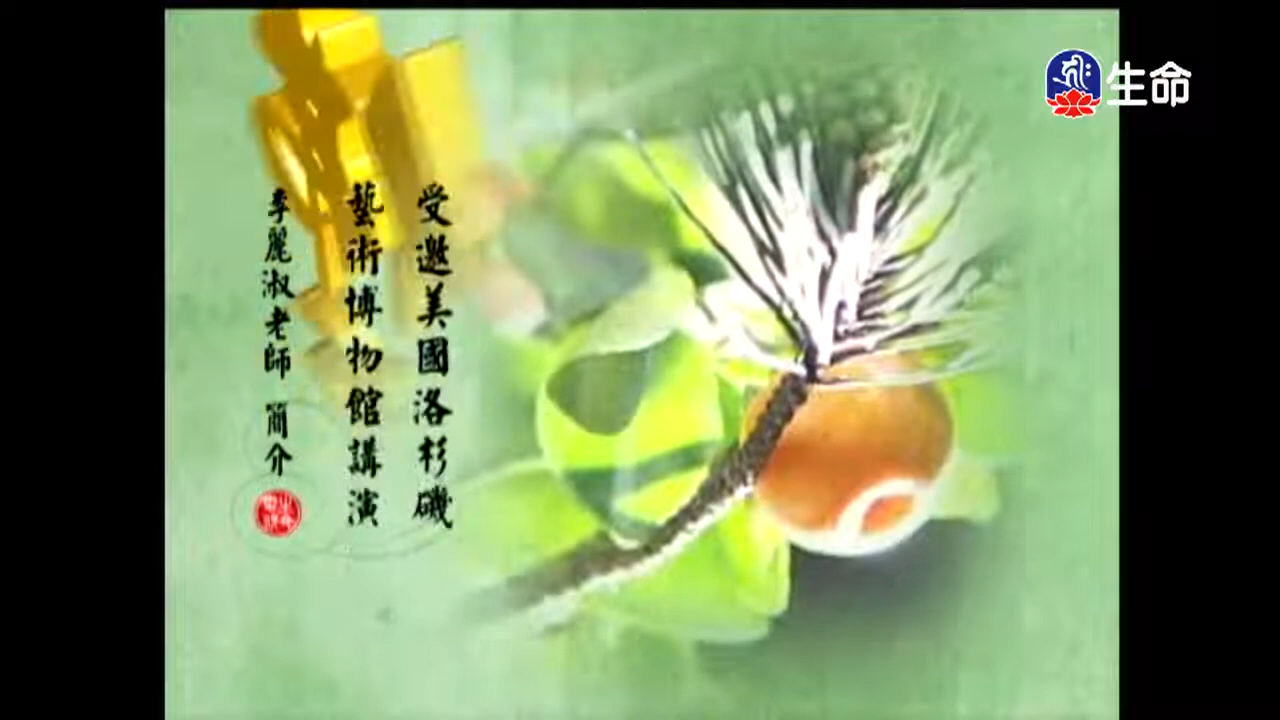 受邀美國洛杉磯
藝術博物館講演
李麗淑老師 簡介
生命